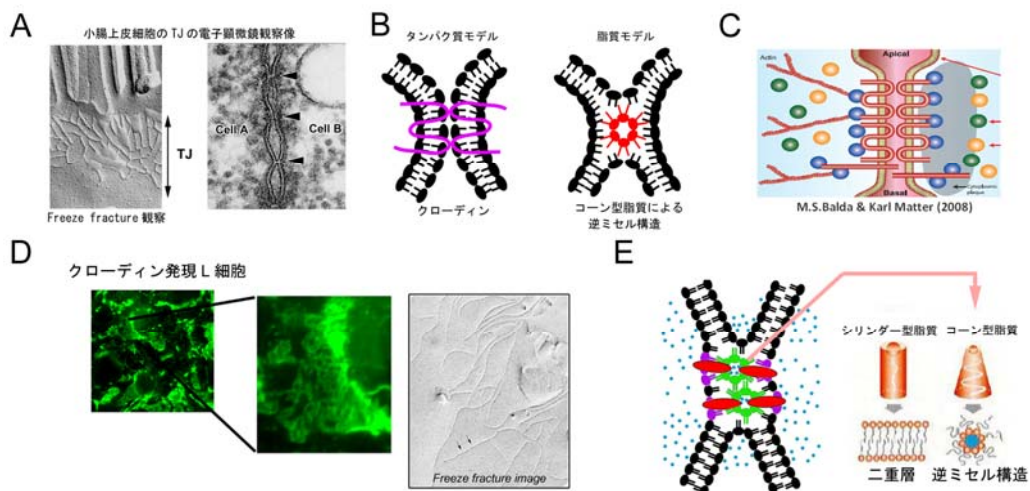 A
小腸上皮細胞の TJ の電子顕微鏡観察像
TJ
Freeze fracture 観察
Cell A
Cell B
B
タンパク質モデル
脂質モデル
クローディン
コーン型脂質による
逆ミセル構造
C
Actin
Apical
Basal
Cytoplasmic
plaque
M.S.Balda & Karl Matter (2008)
D
クローディン発現 L 細胞
Freeze fracture image
E
シリンダー型脂質
コーン型脂質
二重層
逆ミセル構造